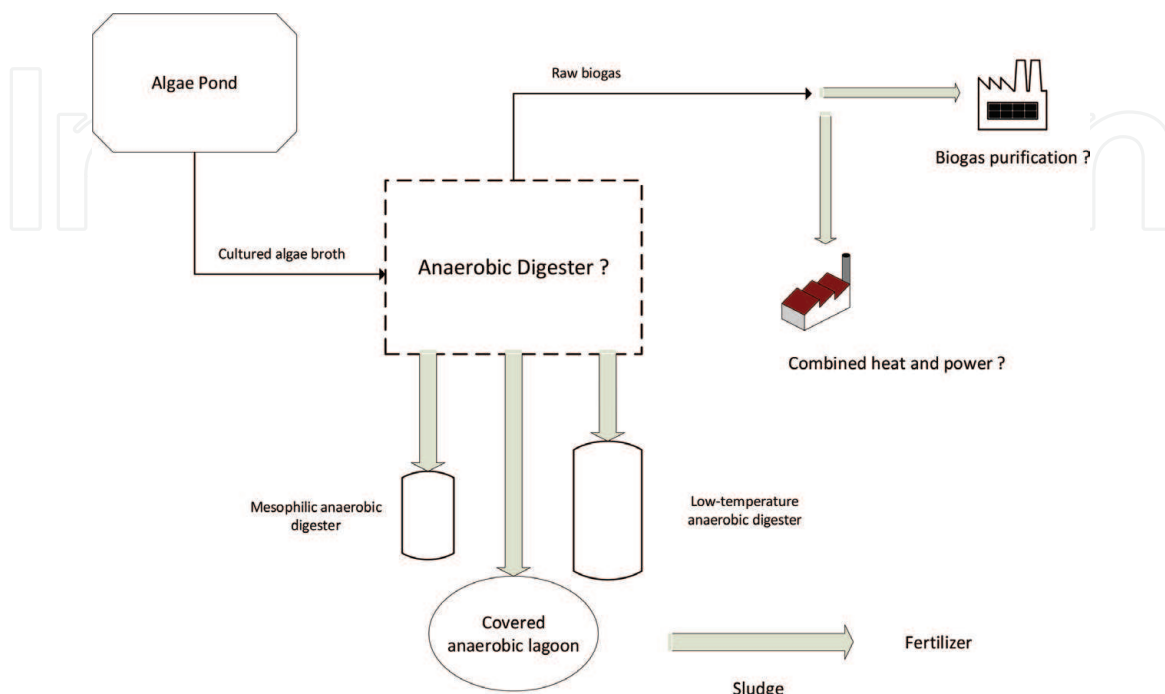 Algae Pond
Raw biogas
Biogas purification ?
Cultured algae broth
Anaerobic Digester ?
Combined heat and power ?
Mesophilic anaerobic
digester
Low-temperature
anaerobic digester
Covered
anaerobic lagoon
Fertilizer
Sludge